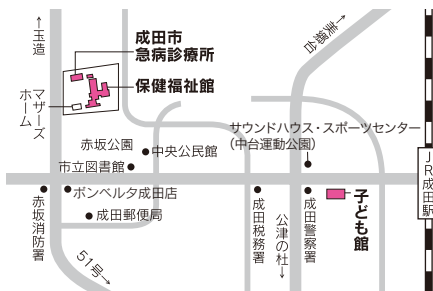 ←玉造
成田市
急病診療所
保健福祉館
マザーズ
ホーム
←美郷台
赤坂公園
中央公民館
市立図書館
サウンドハウス・スポーツセンター
(中台運動公園)
JR成田駅
ボンベルタ成田店
成田郵便局
赤坂消防署
51号→
成田税務署
公津の杜→
成田警察署
子ども館